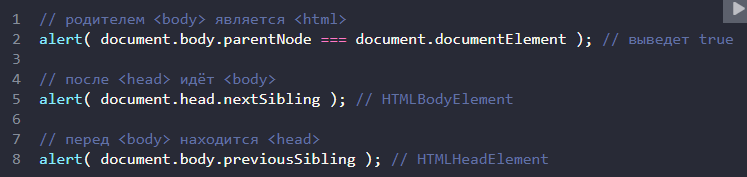 1 // родителем <body> является <html>
2 alert( document.body.parentNode === document.documentElement ); // выведет true
3
4 // после <head> идёт <body>
5 alert( document.head.nextSibling ); // HTMLBodyElement
6
7 // перед <body> находится <head>
8 alert( document.body.previousSibling ); // HTMLHeadElement